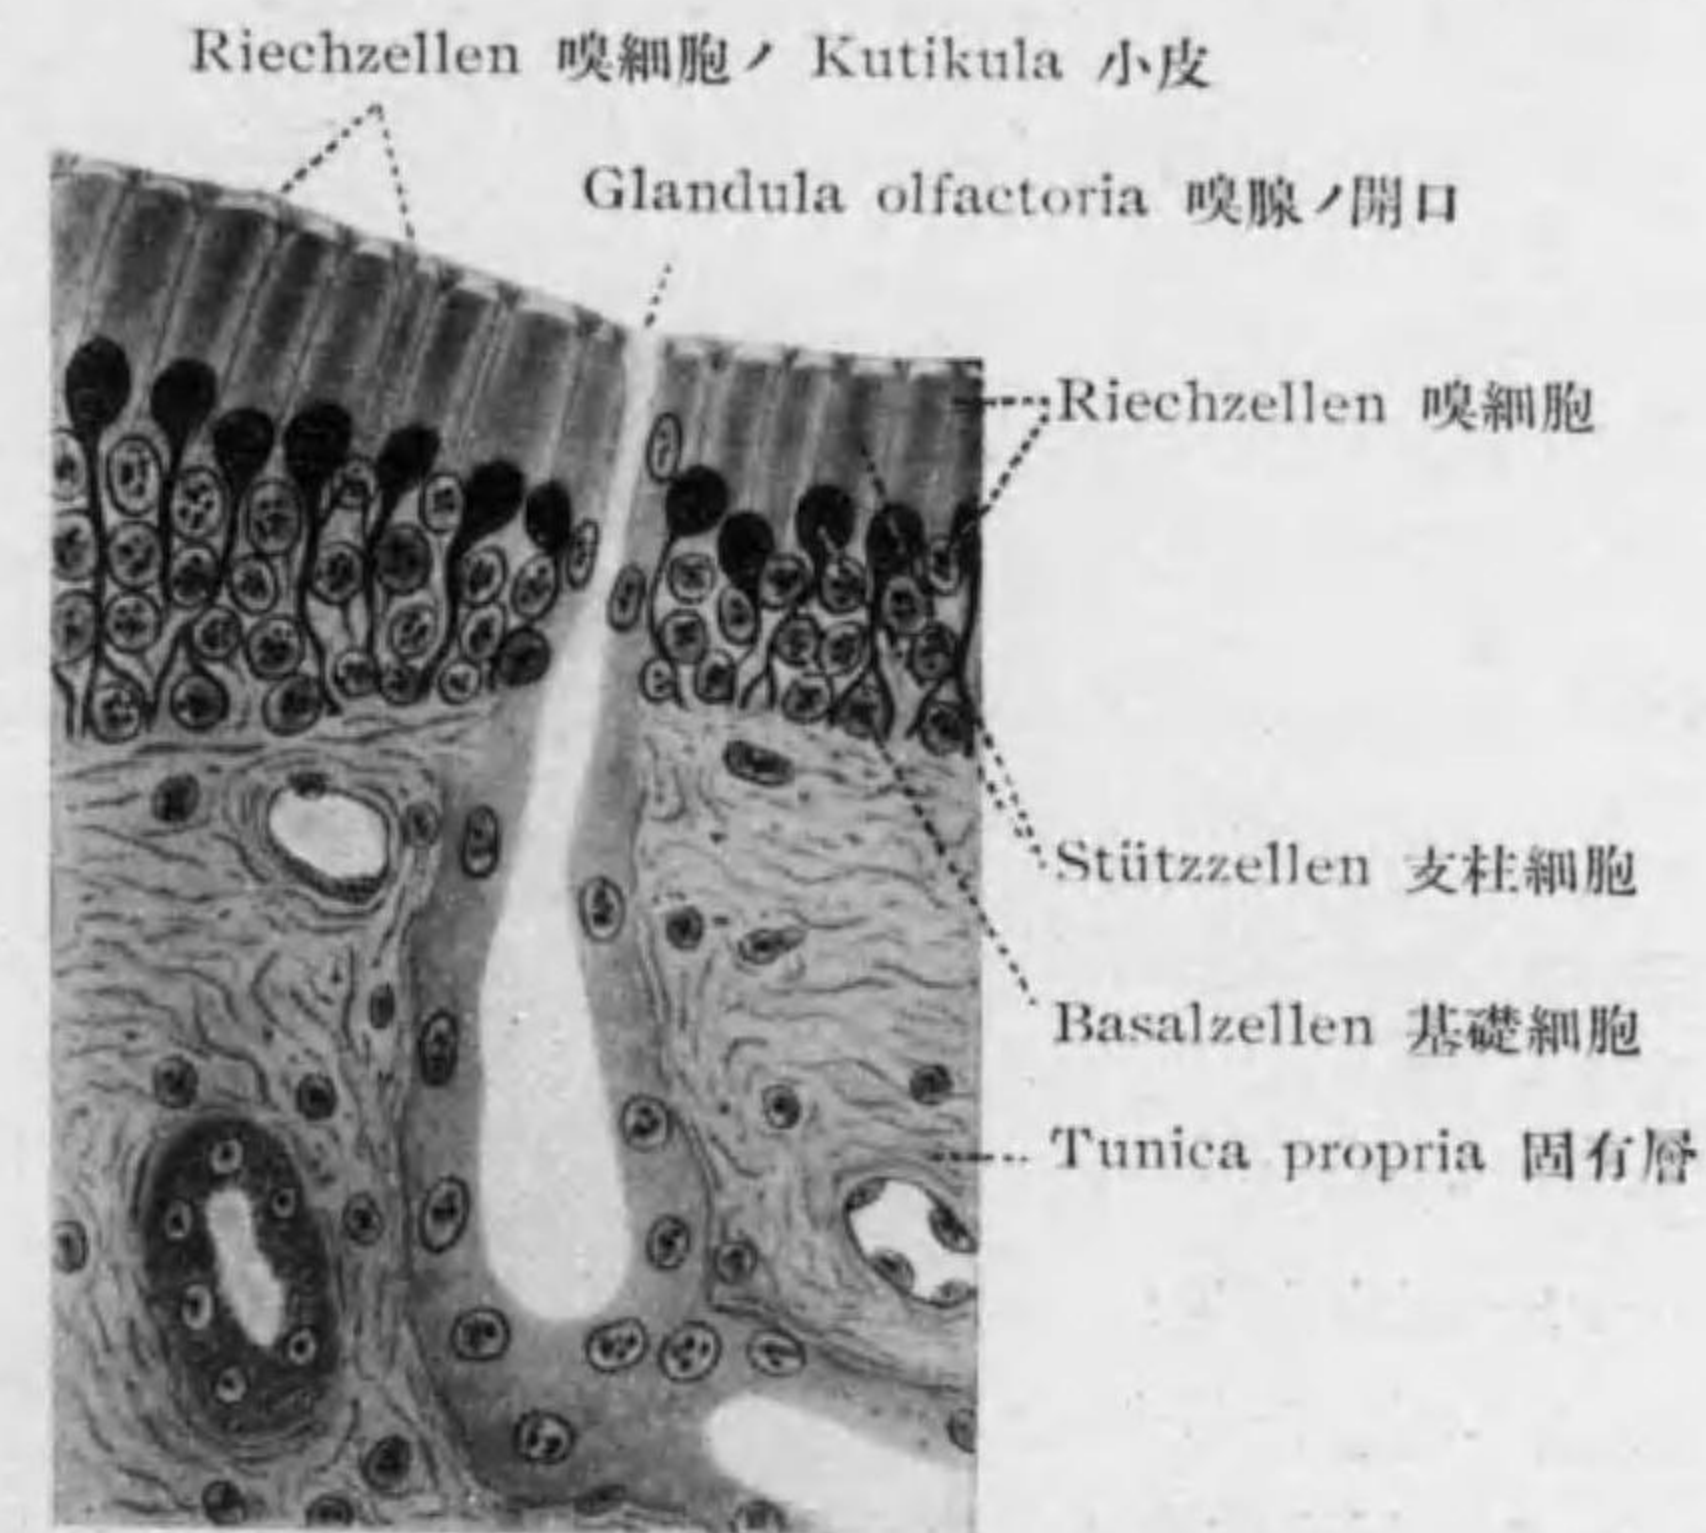 Riechzellen 嗅細胞ノ Kutikula 小皮
Glandula olfactoria 嗅腺ノ開口
Riechzellen 嗅細胞
Stützzellen 支柱細胞
Basalzellen 基礎細胞
Tunica propria 固有層